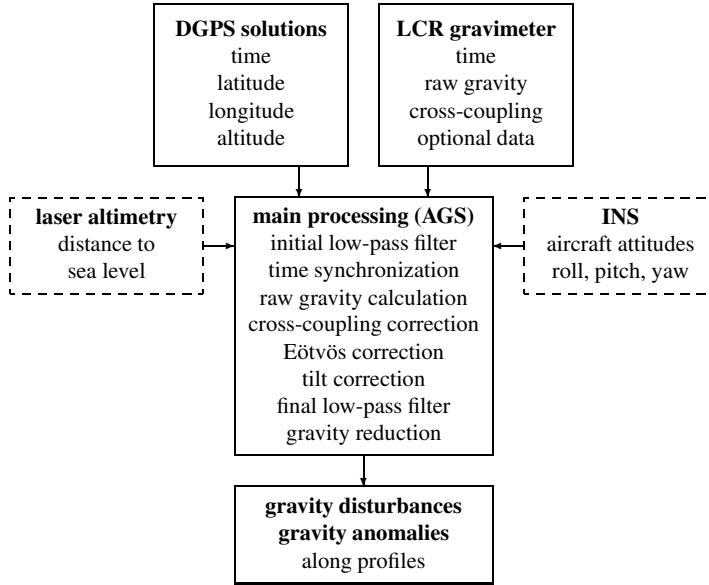 DGPS solutions
time
latitude
longitude
altitude
LCR gravimeter
time
raw gravity
cross-coupling
optional data
laser altimetry
distance to
sea level
main processing (AGS)
initial low-pass filter
time synchronization
raw gravity calculation
cross-coupling correction
Eötvös correction
tilt correction
final low-pass filter
gravity reduction
INS
aircraft attitudes
roll, pitch, yaw
gravity disturbances
gravity anomalies
along profiles